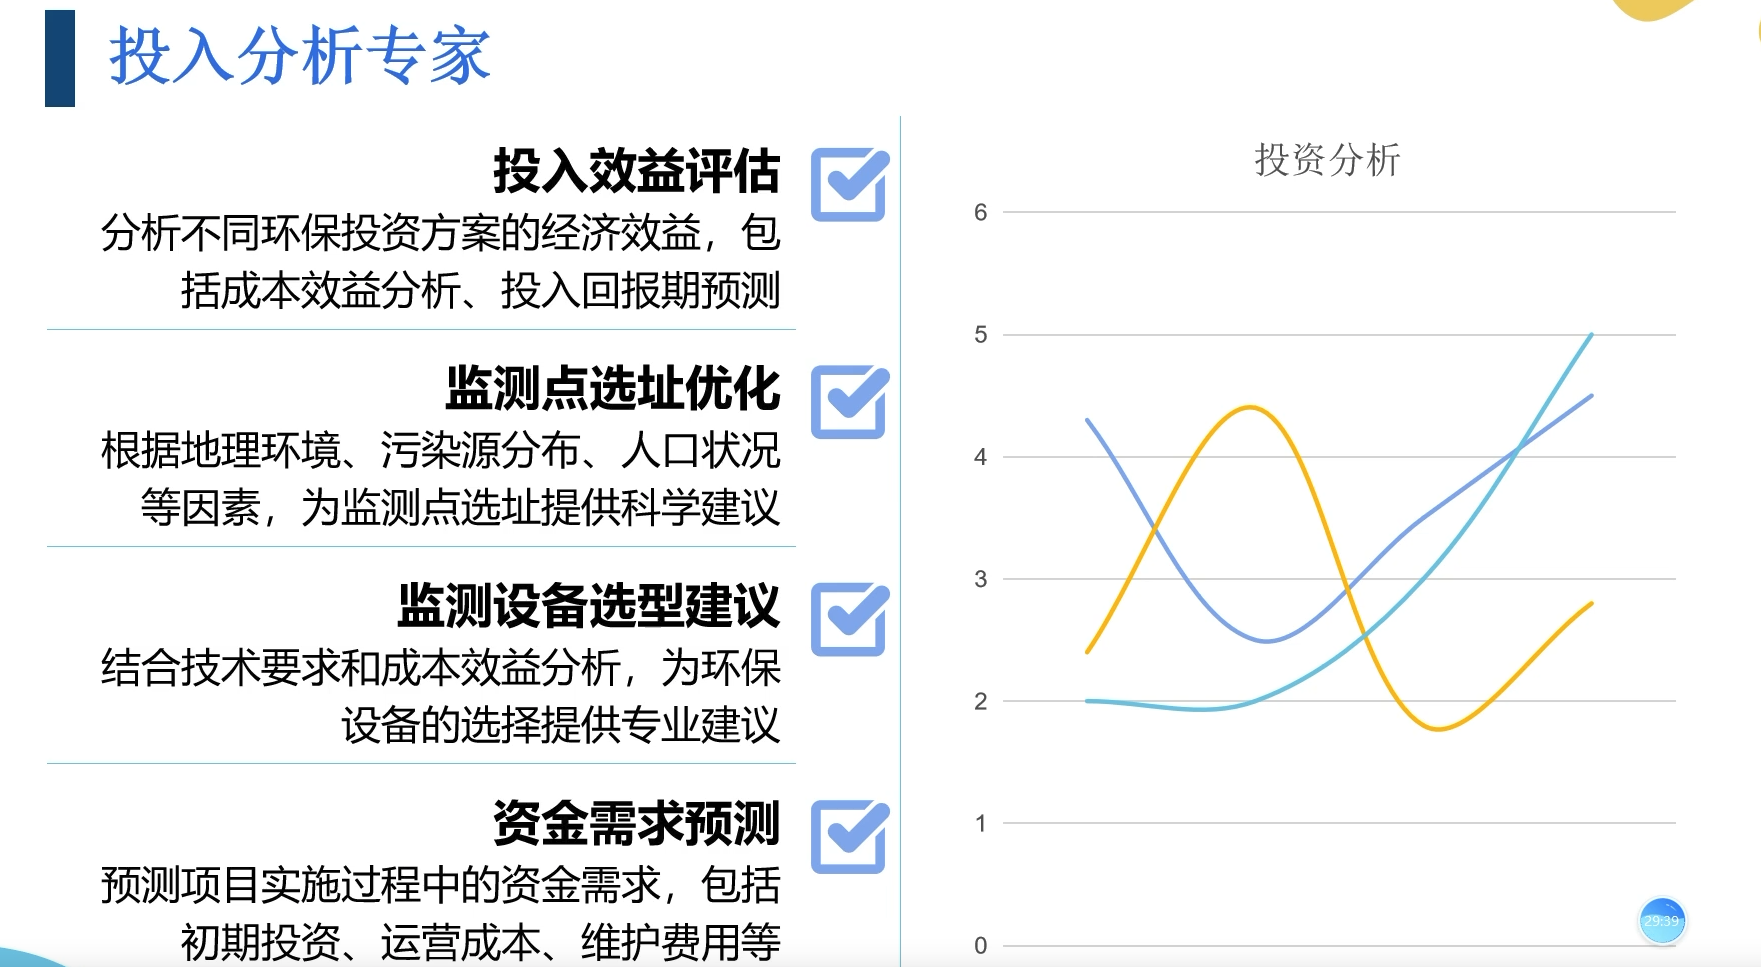 投入分析专家
投入效益评估
分析不同环保投资方案的经济效益，包
括成本效益分析、投入回报期预测
监测点选址优化
根据地理环境、污染源分布、人口状况
等因素，为监测点选址提供科学建议
监测设备选型建议
结合技术要求和成本效益分析，为环保
设备的选择提供专业建议
资金需求预测
预测项目实施过程中的资金需求，包括
初期投资、运营成本、维护费用等
投资分析
6
5
4
3
2
1
0
29:39